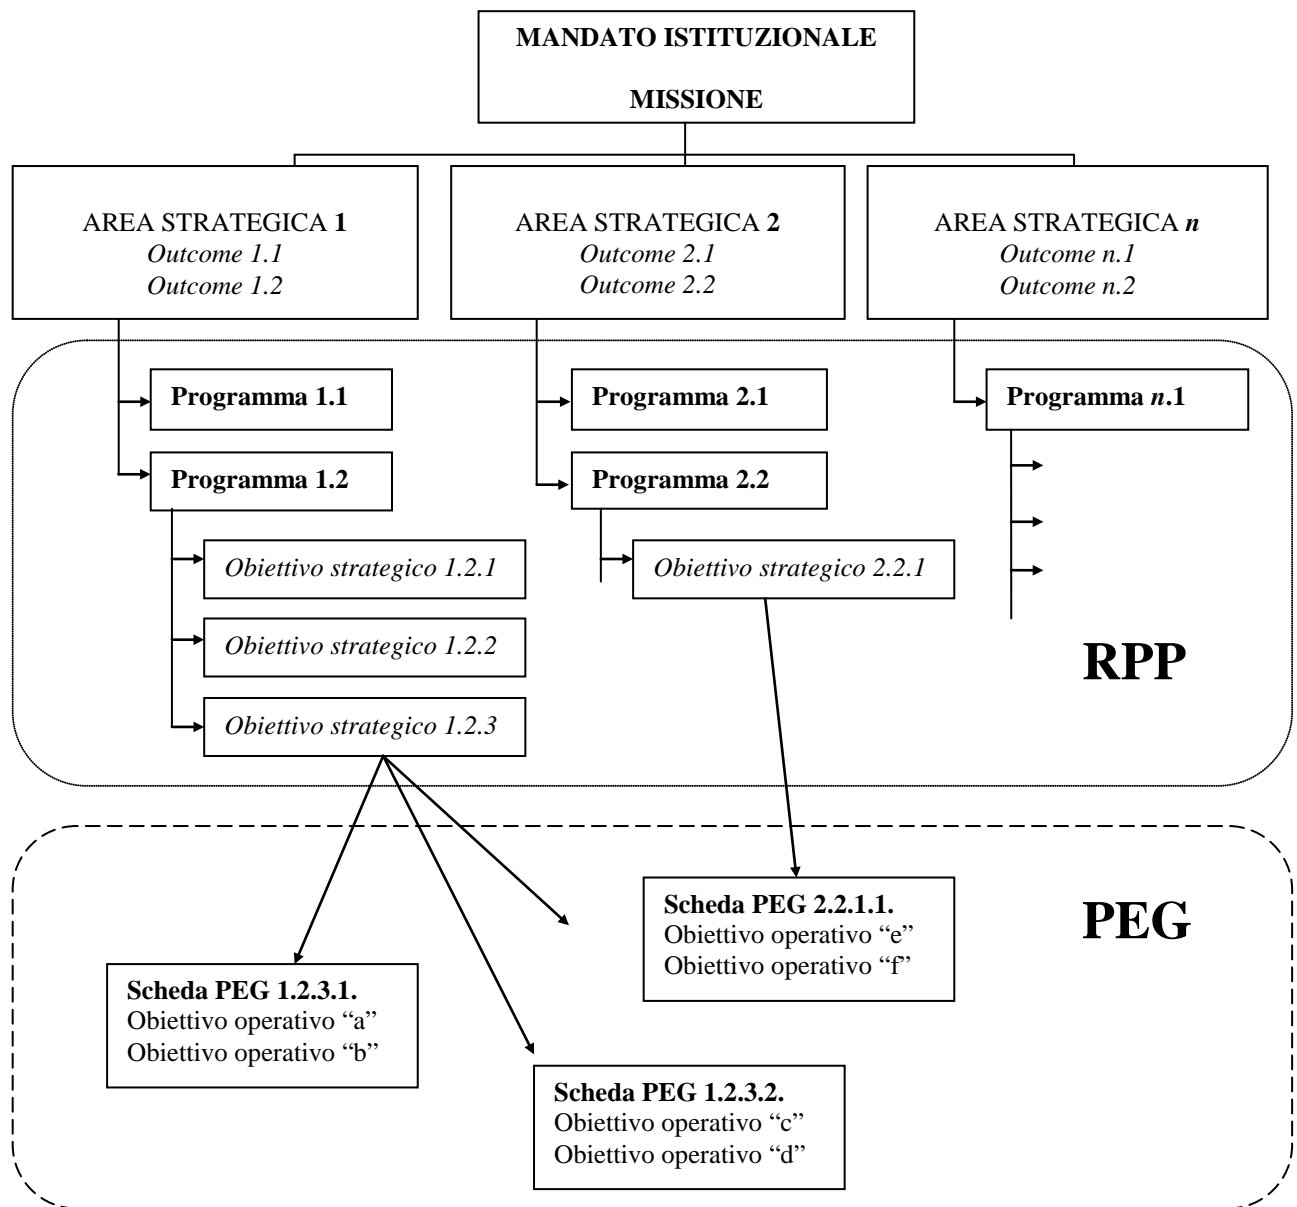 MANDATO ISTITUZIONALE
MISSIONE
AREA STRATEGICA 1
Outcome 1.1
Outcome 1.2
AREA STRATEGICA 2
Outcome 2.1
Outcome 2.2
AREA STRATEGICA n
Outcome n.1
Outcome n.2
Programma 1.1
Programma 1.2
Obiettivo strategico 1.2.1
Obiettivo strategico 1.2.2
Obiettivo strategico 1.2.3
Programma 2.1
Programma 2.2
Obiettivo strategico 2.2.1
Programma n.1
RPP
PEG
Scheda PEG 2.2.1.1.
Obiettivo operativo “e”
Obiettivo operativo “f”
Scheda PEG 1.2.3.1.
Obiettivo operativo “a”
Obiettivo operativo “b”
Scheda PEG 1.2.3.2.
Obiettivo operativo “c”
Obiettivo operativo “d”